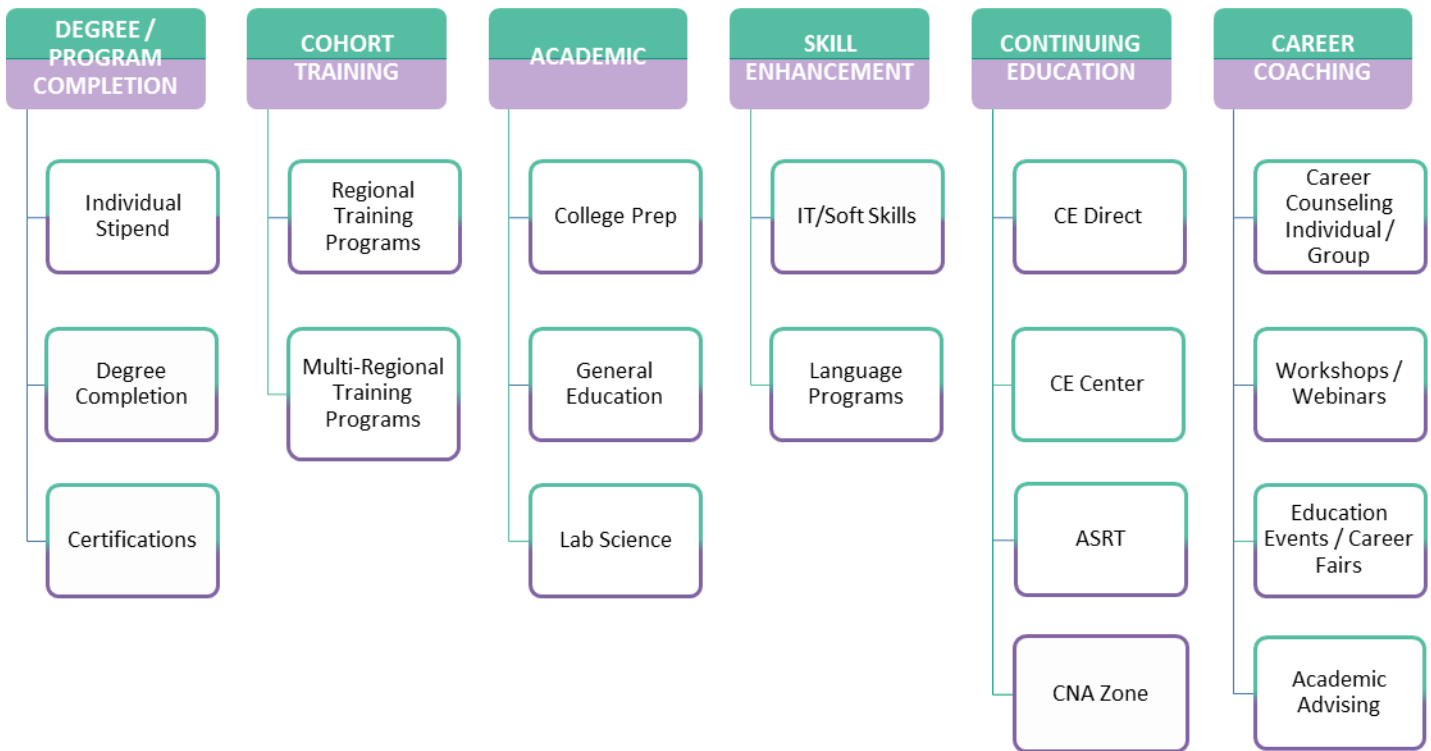 DEGREE /
PROGRAM
COMPLETION
Individual
Stipend
Degree
Completion
Certifications
COHORT
TRAINING
Regional
Training
Programs
Multi-Regional
Training
Programs
ACADEMIC
College Prep
General
Education
Lab Science
SKILL
ENHANCEMENT
IT/Soft Skills
Language
Programs
CONTINUING
EDUCATION
CE Direct
CE Center
ASRT
CNA Zone
CAREER
COACHING
Career
Counseling
Individual /
Group
Workshops /
Webinars
Education
Events / Career
Fairs
Academic
Advising